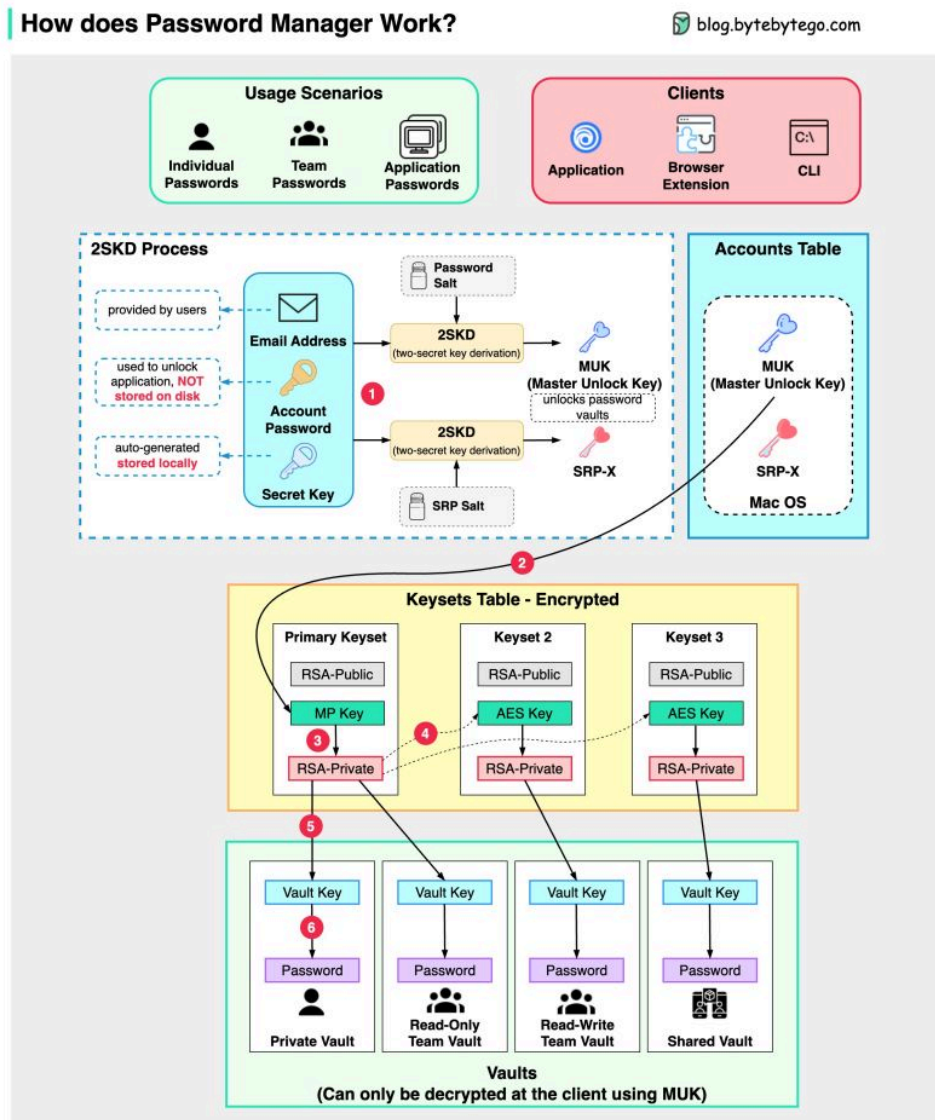 How does Password Manager Work?
blog.bytebytego.com
Usage Scenarios
Individual
Passwords
Team
Passwords
Application
Passwords
Clients
Application
Browser
Extension
C:\
CLI
2SKD Process
provided by users
used to unlock
application, NOT
stored on disk
auto-generated
stored locally
Email Address
Account
Password
Secret Key
1
Password
Salt
2SKD
(two-secret key derivation)
2SKD
(two-secret key derivation)
SRP Salt
MUK
(Master Unlock Key)
unlocks password
vaults
SRP-X
Accounts Table
MUK
(Master Unlock Key)
SRP-X
Mac OS
2
Keysets Table - Encrypted
Primary Keyset
RSA-Public
MP Key
3
RSA-Private
4
Keyset 2
RSA-Public
AES Key
RSA-Private
Keyset 3
RSA-Public
AES Key
RSA-Private
5
Vault Key
6
Password
Private Vault
Vault Key
Password
Read-Only
Team Vault
Vault Key
Password
Read-Write
Team Vault
Vault Key
Password
Shared Vault
Vaults
(Can only be decrypted at the client using MUK)